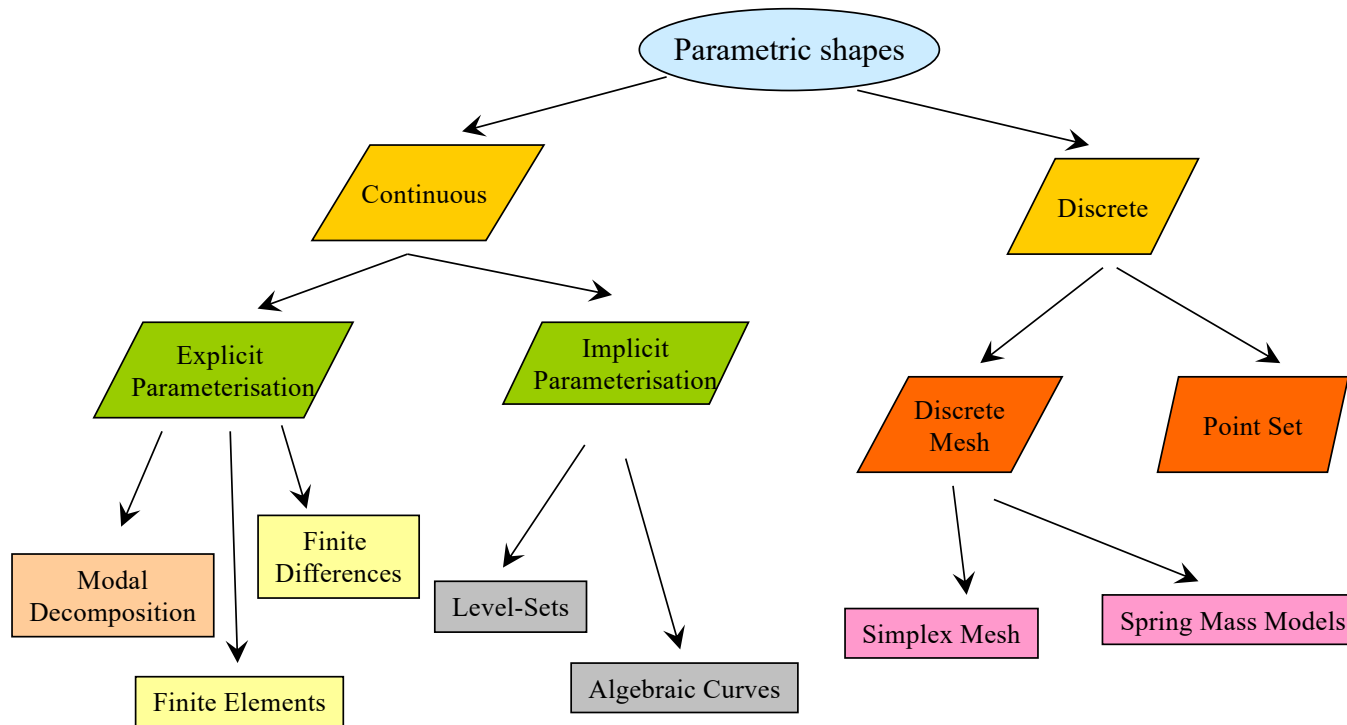 Parametric shapes
Continuous
Discrete
Explicit
Parameterisation
Implicit
Parameterisation
Discrete
Mesh
Point Set
Modal
Decomposition
Finite
Differences
Level-Sets
Simplex Mesh
Spring Mass Models
Finite Elements
Algebraic Curves